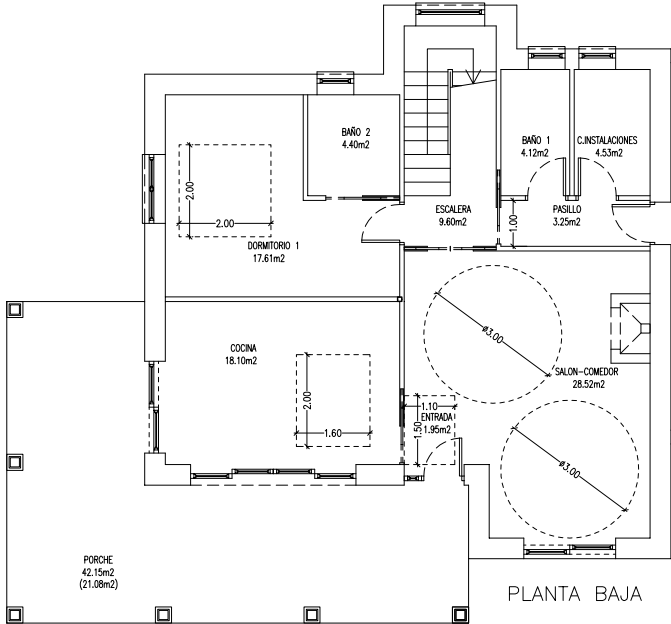 BAÑO 2
4.40m2
BAÑO 1
4.12m2
C.INSTALACIONES
4.53m2
2.00
2.00
DORMITORIO 1
17.61m2
ESCALERA
9.60m2
1.00
PASILLO
3.25m2
COCINA
18.10m2
2.00
1.60
ø3.00
SALON-COMEDOR
28.52m2
1.10
ENTRADA
1.95m2
1.50
ø3.00
PORCHE
42.15m2
(21.08m2)
PLANTA BAJA